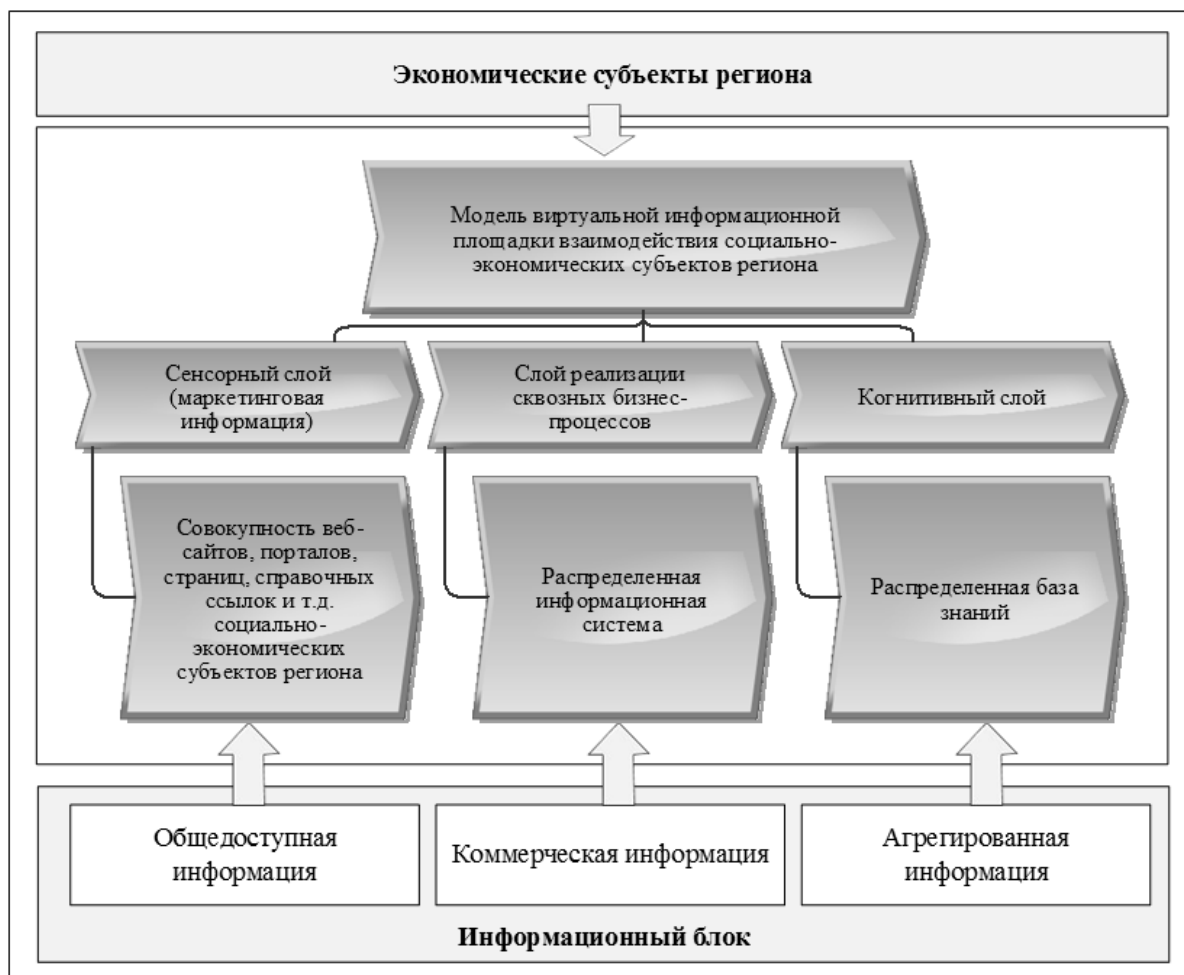 Экономические субъекты региона
Модель виртуальной информационной
площадки взаимодействия социально-
экономических субъектов региона
Сенсорный слой
(маркетинговая
информация)
Слой реализации
сквозных бизнес-
процессов
Когнитивный слой
Совокупность веб-
сайтов, порталов,
страниц, справочных
ссылок и т.д.
социально-
экономических
субъектов региона
Распределенная
информационная
система
Распределенная база
знаний
Общедоступная
информация
Коммерческая информация
Агрегированная
информация
Информационный блок